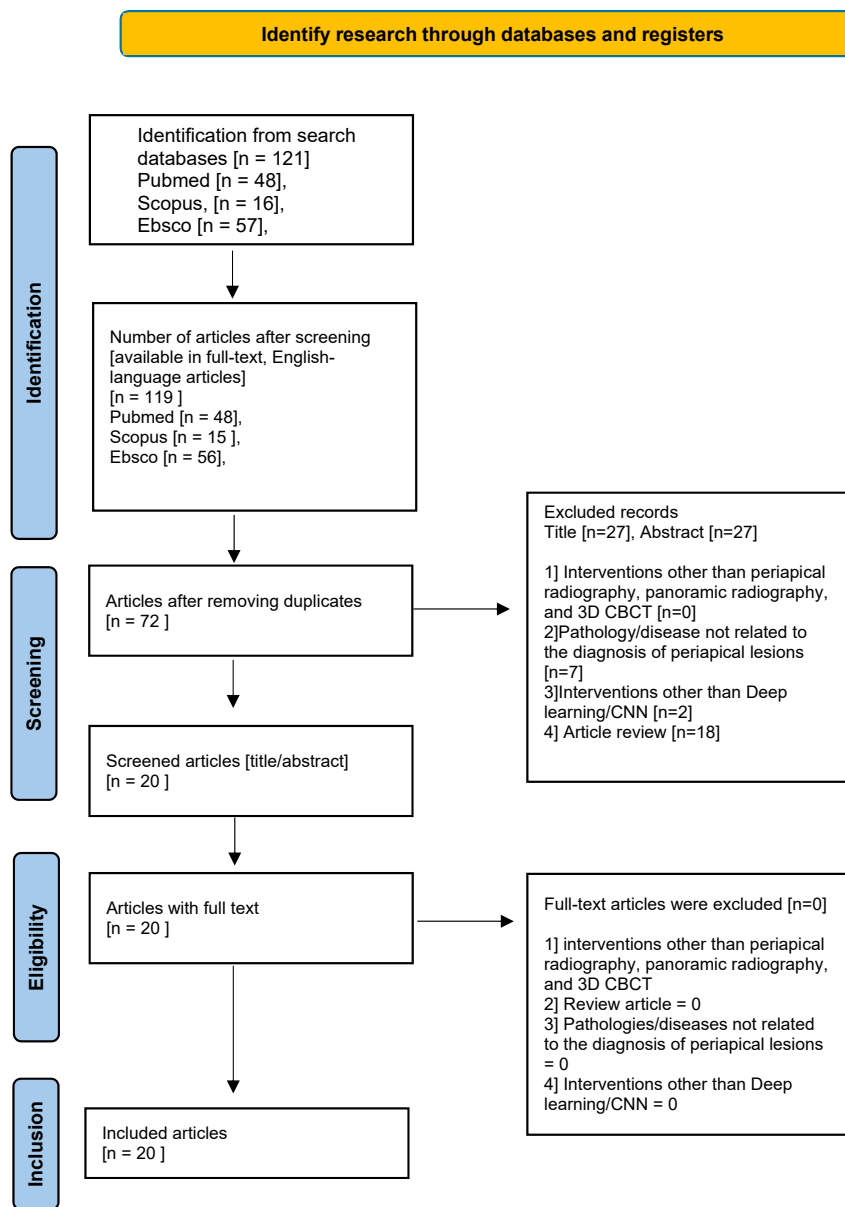 Identify research through databases and registers
Identification
Identification from search
databases [n = 121]
Pubmed [n = 48],
Scopus, [n = 16],
Ebsco [n = 57],
Number of articles after screening
[available in full-text, English-
language articles]
[n = 119 ]
Pubmed [n = 48],
Scopus [n = 15 ],
Ebsco [n = 56],
Screening
Articles after removing duplicates
[n = 72 ]
Excluded records
Title [n=27], Abstract [n=27]
1] Interventions other than periapical
radiography, panoramic radiography,
and 3D CBCT [n=0]
2]Pathology/disease not related to
the diagnosis of periapical lesions
[n=7]
3]Interventions other than Deep
learning/CNN [n=2]
4] Article review [n=18]
Screened articles [title/abstract]
[n = 20 ]
Eligibility
Articles with full text
[n = 20 ]
Full-text articles were excluded [n=0]
1] interventions other than periapical
radiography, panoramic radiography,
and 3D CBCT
2] Review article = 0
3] Pathologies/diseases not related
to the diagnosis of periapical lesions
= 0
4] Interventions other than Deep
learning/CNN = 0
Inclusion
Included articles
[n = 20 ]